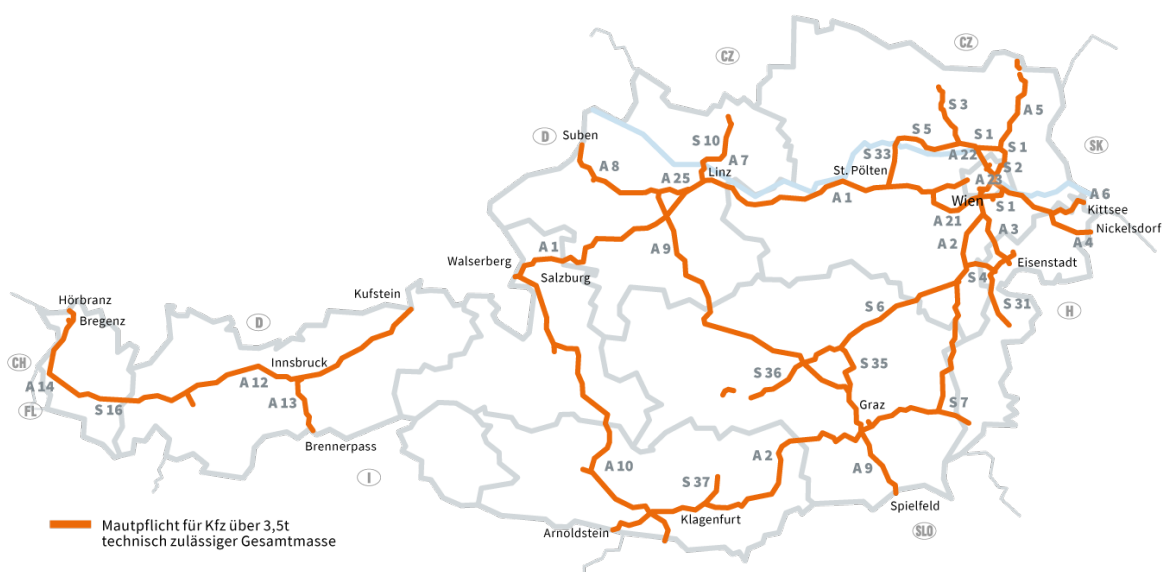 CZ
CZ
S 3
A 5
D
Suben
S 10
S 5
S 1
S 1
SK
A 7
S 33
A 22
S 2
A 8
Linz
St. Pölten
A 25
A 23
A 1
Wien
S 1
A 6
Kittsee
A 21
A 3
Nickelsdorf
A 1
A 9
A 2
A 4
Walserberg
Salzburg
Eisenstadt
S 4
Kufstein
Hörbranz
Bregenz
D
S 6
S 31
H
CH
Innsbruck
S 35
A 14
A 12
S 36
FL
S 16
A 13
Graz
S 7
Brennerpass
A 2
A 10
A 9
I
S 37
Spielfeld
Klagenfurt
Arnoldstein
SLO
Mautpflicht für Kfz über 3,5t
technisch zulässiger Gesamtmasse